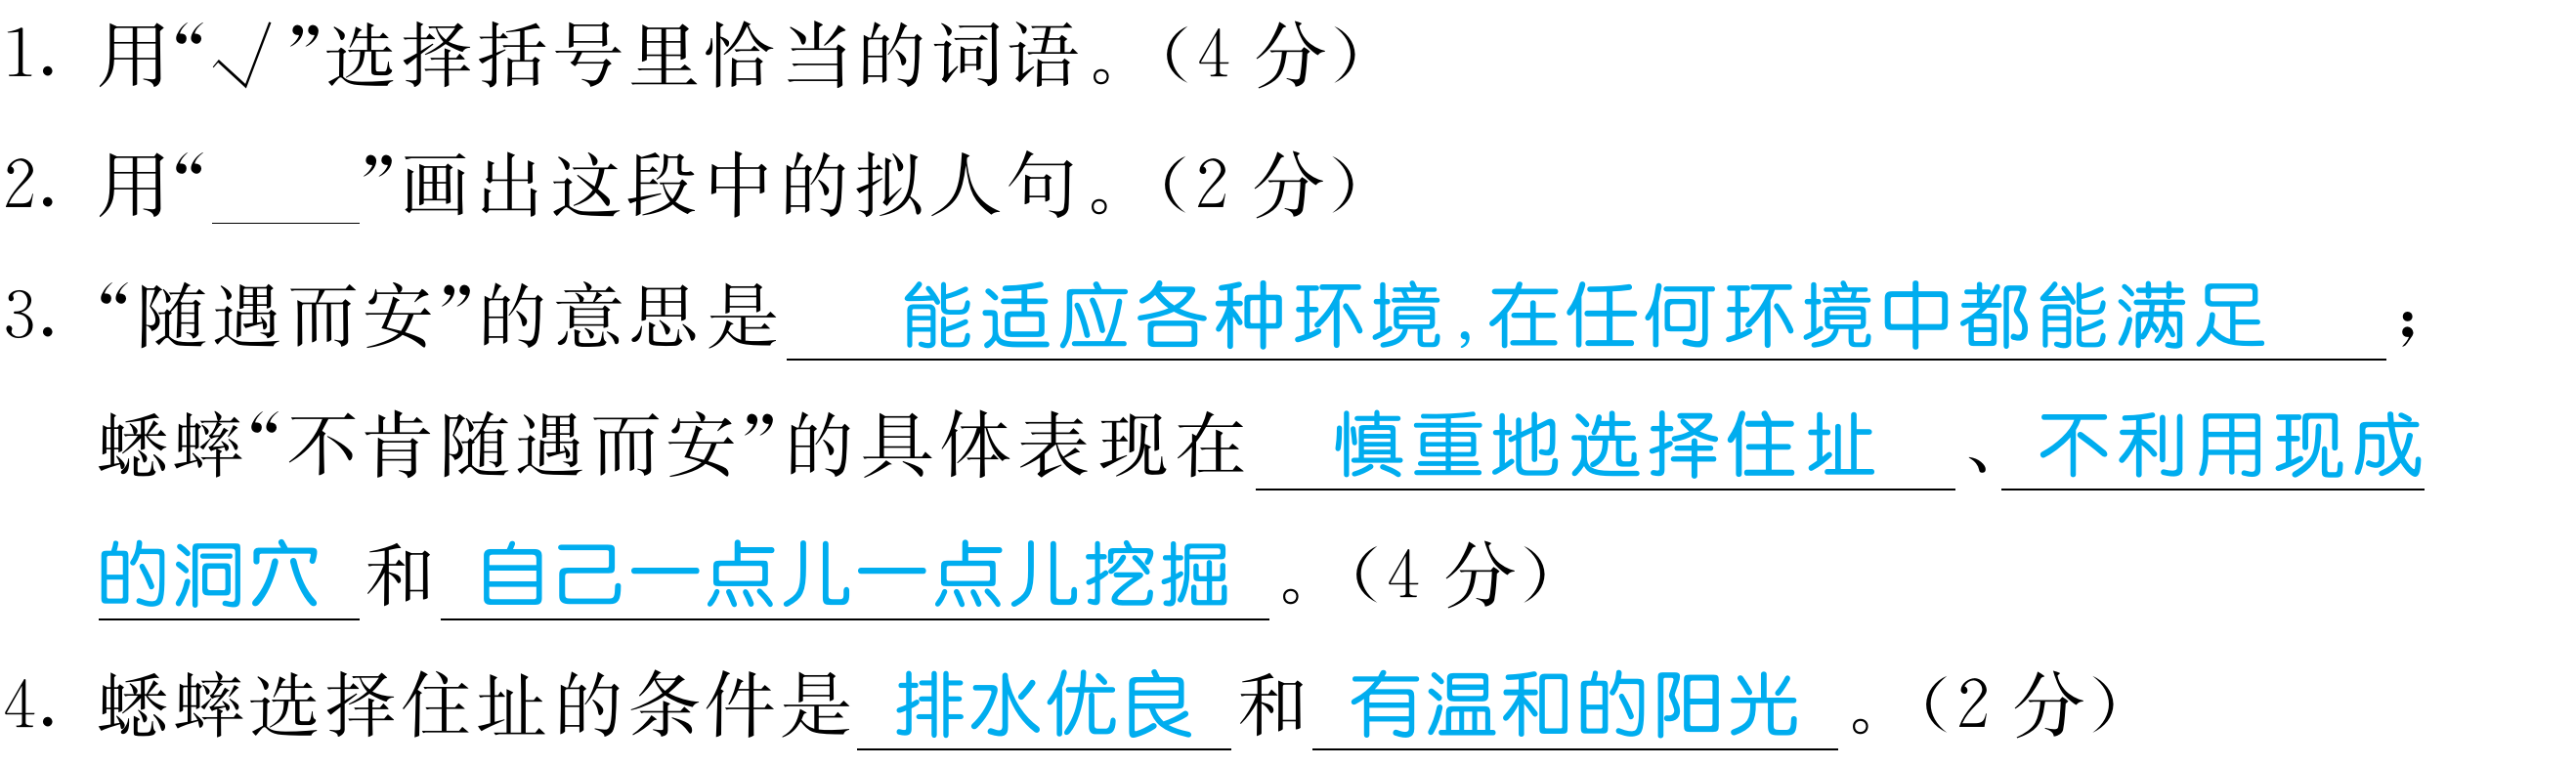 1. 用“√”选择括号里恰当的词语。(4 分)
2. 用“____”画出这段中的拟人句。(2 分)
3. “随遇而安”的意思是 能适应各种环境,在任何环境中都能满足 ;
蟋蟀“不肯随遇而安”的具体表现在 慎重地选择住址 、 不利用现成
的洞穴 和 自己一点儿一点儿挖掘 。(4 分)
4. 蟋蟀选择住址的条件是 排水优良 和 有温和的阳光 。(2 分)